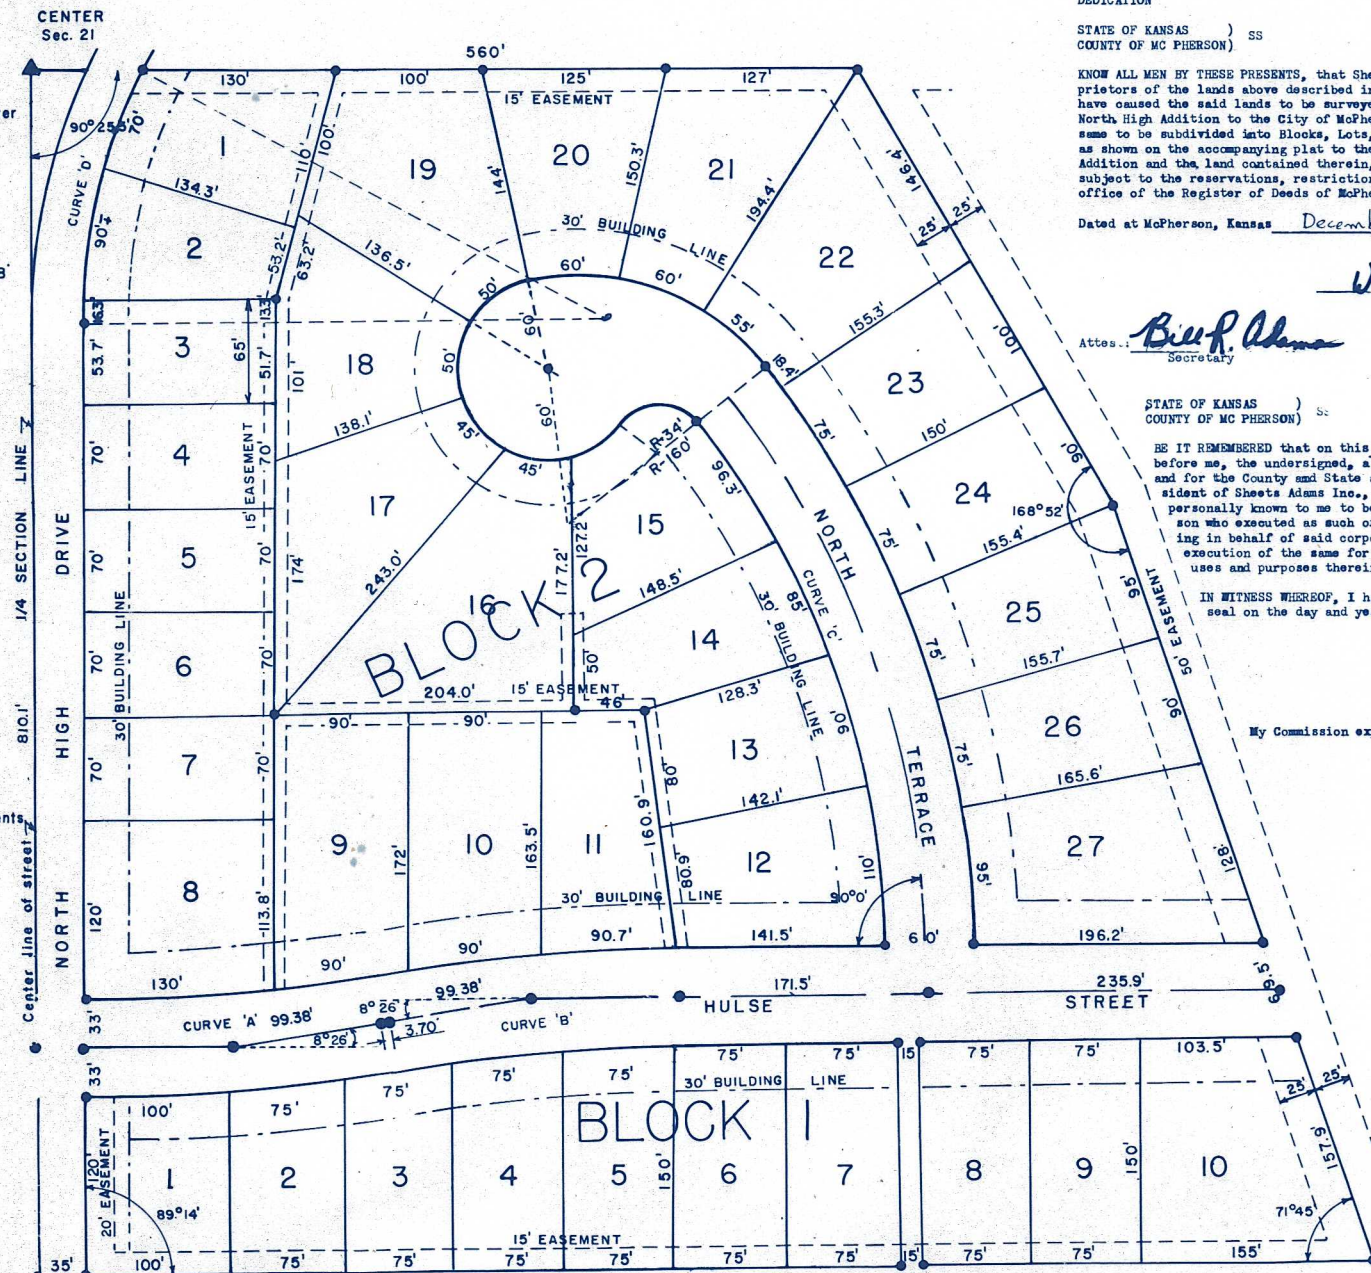 CENTER
Sec. 21
DEDICATION
STATE OF KANSAS ) SS
COUNTY OF MC PHERSON)
KNOW ALL MEN BY THESE PRESENTS, that She
prietors of the lands above described in
have caused the said lands to be surveye
North High Addition to the City of McPhe
same to be subdivided into Blocks, Lots,
as shown on the accompanying plat to the
Addition and the land contained therein,
subject to the reservations, restriction
office of the Register of Deeds of McPhe
Dated at McPherson, Kansas Decem
W
Attes.: Bill R. Adams
Secretary
STATE OF KANSAS )
COUNTY OF MC PHERSON) SS
BE IT REMEMBERED that on this
before me, the undersigned, a
and for the County and State
sident of Sheets Adams Inc.,
personally known to me to be
son who executed as such o
ing in behalf of said corp
execution of the same for
uses and purposes therei
IN WITNESS WHEREOF, I h
seal on the day and ye
My Commission ex
560'
130' 100' 125' 127'
15' EASEMENT
er
90° 25.5' 70'
CURVE 'D'
1 110' 100'
19 144' 20 150.3' 21 194.4'
146.4'
25' 25'
134.3'
90'±
2 53.2' 63.2'
136.5'
30' BUILDING LINE
22
155.3'
100'
50' 60' 60' 55' 18.4'
B'
16.3' 13.3'
53.7' 3 65' 51.7' 101'
18 50' 60' 60'
23
75'
150'
90'
138.1' 45' 45'
R-34'
R-160'
96.3'
70' 4 70'
15' EASEMENT
17
243.0'
15
127.2'
177.2'
24
168°52'
155.4'
75'
NORTH
70' 5 70' 174'
16
BLOCK 2
148.5'
CURVE 'C'
85'
25
95'
50' EASEMENT
155.7'
75'
30' BUILDING LINE
14
50'
70' 6 70'
204.0' 15' EASEMENT 46'
128.3'
30' BUILDING LINE
90'
26
90'
75'
165.6'
1/4 SECTION LINE
810.1'
NORTH HIGH DRIVE
70' 7 70'
90' 90'
13
80'
142.1'
TERRACE
ents
Center line of street
9 172' 10 163.5' 11 160.9'
12
80.9'
110'
90°0'
27
95'
128'
120' 8 113.8'
30' BUILDING LINE
130' 90' 90' 90.7' 141.5' 60' 196.2'
69.5'
33' CURVE 'A' 99.38'
8°26' 99.38'
8°26' 3.70' CURVE 'B'
HULSE 171.5' 235.9' STREET
33'
100' 75' 75' 75' 75' 75' 75' 15' 75' 75' 103.5'
30' BUILDING LINE
25' 25'
BLOCK 1
120'
20' EASEMENT
1 2 3 4 5 150' 6 7 8 9 150' 10
157.9'
89°14'
71°45'
15' EASEMENT
35' 100' 75' 75' 75' 75' 75' 75' 15' 75' 75' 155'